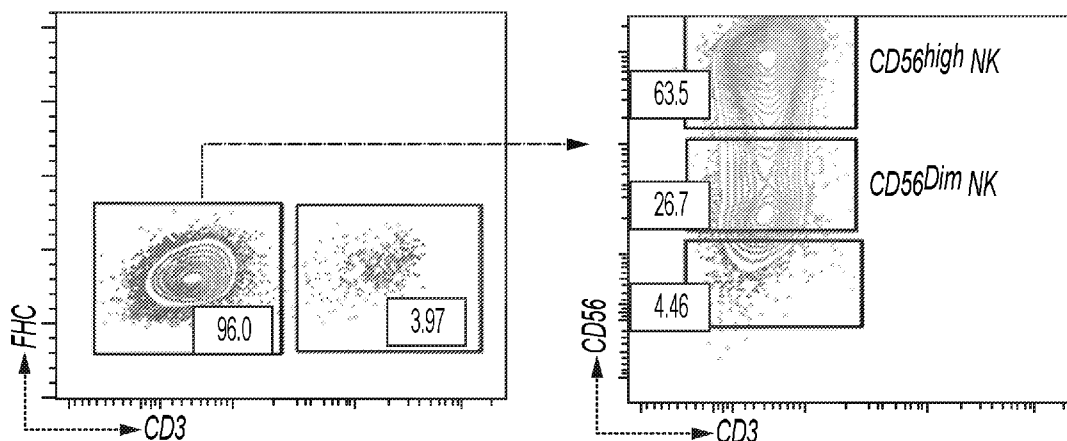 FHC
96.0
3.97
CD3
CD56
63.5
CD56high NK
26.7
CD56Dim NK
4.46
CD3